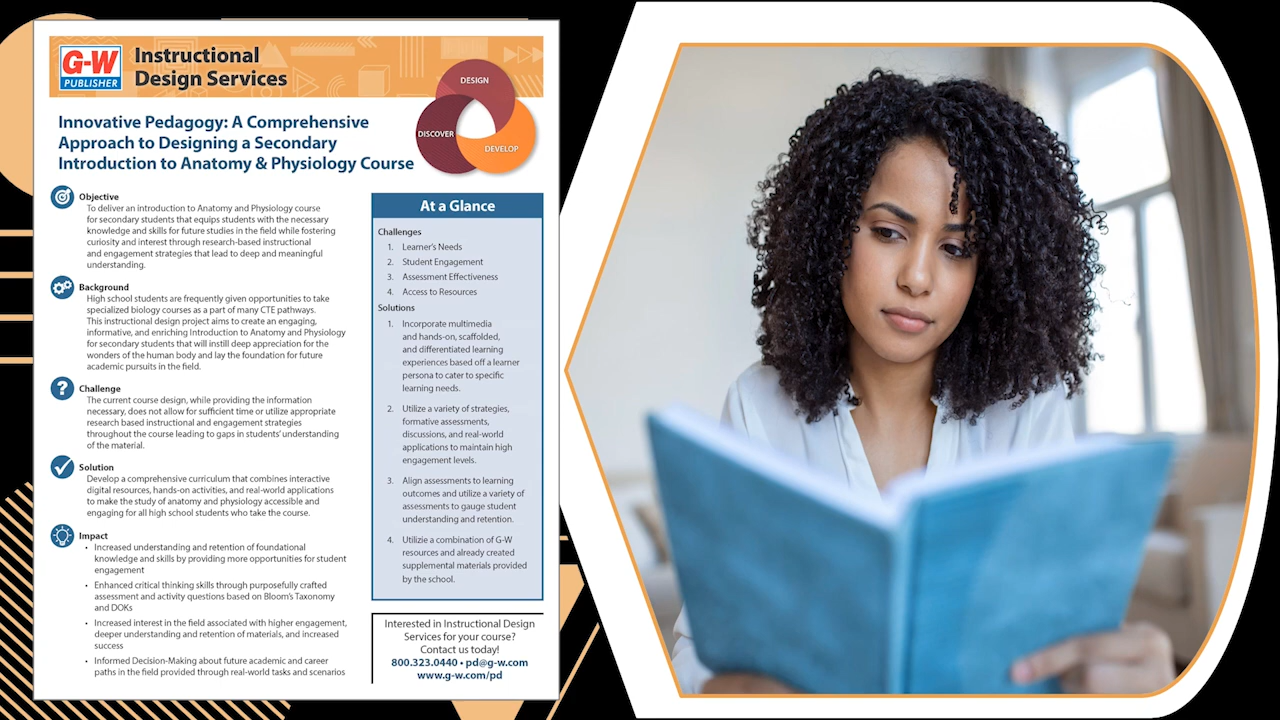 G-W
PUBLISHER
Instructional
Design Services
DESIGN
DISCOVER
DEVELOP
Innovative Pedagogy: A Comprehensive
Approach to Designing a Secondary
Introduction to Anatomy & Physiology Course
Objective
To deliver an introduction to Anatomy and Physiology course
for secondary students that equips students with the necessary
knowledge and skills for future studies in the field while fostering
curiosity and interest through research-based instructional
and engagement strategies that lead to deep and meaningful
understanding.
Background
High school students are frequently given opportunities to take
specialized biology courses as a part of many CTE pathways.
This instructional design project aims to create an engaging,
informative, and enriching Introduction to Anatomy and Physiology
for secondary students that will instill deep appreciation for the
wonders of the human body and lay the foundation for future
academic pursuits in the field.
?
Challenge
The current course design, while providing the information
necessary, does not allow for sufficient time or utilize appropriate
research based instructional and engagement strategies
throughout the course leading to gaps in students' understanding
of the material.
Solution
Develop a comprehensive curriculum that combines interactive
digital resources, hands-on activities, and real-world applications
to make the study of anatomy and physiology accessible and
engaging for all high school students who take the course.
Impact
• Increased understanding and retention of foundational
knowledge and skills by providing more opportunities for student
engagement
• Enhanced critical thinking skills through purposefully crafted
assessment and activity questions based on Bloom's Taxonomy
and DOKs
• Increased interest in the field associated with higher engagement,
deeper understanding and retention of materials, and increased
success
• Informed Decision-Making about future academic and career
paths in the field provided through real-world tasks and scenarios
At a Glance
Challenges
1. Learner's Needs
2. Student Engagement
3. Assessment Effectiveness
4. Access to Resources
Solutions
1. Incorporate multimedia
and hands-on, scaffolded,
and differentiated learning
experiences based off a learner
persona to cater to specific
learning needs.
2. Utilize a variety of strategies,
formative assessments,
discussions, and real-world
applications to maintain high
engagement levels.
3. Align assessments to learning
outcomes and utilize a variety of
assessments to gauge student
understanding and retention.
4. Utilizie a combination of G-W
resources and already created
supplemental materials provided
by the school.
Interested in Instructional Design
Services for your course?
Contact us today!
800.323.0440 • pd@g-w.com
www.g-w.com/pd